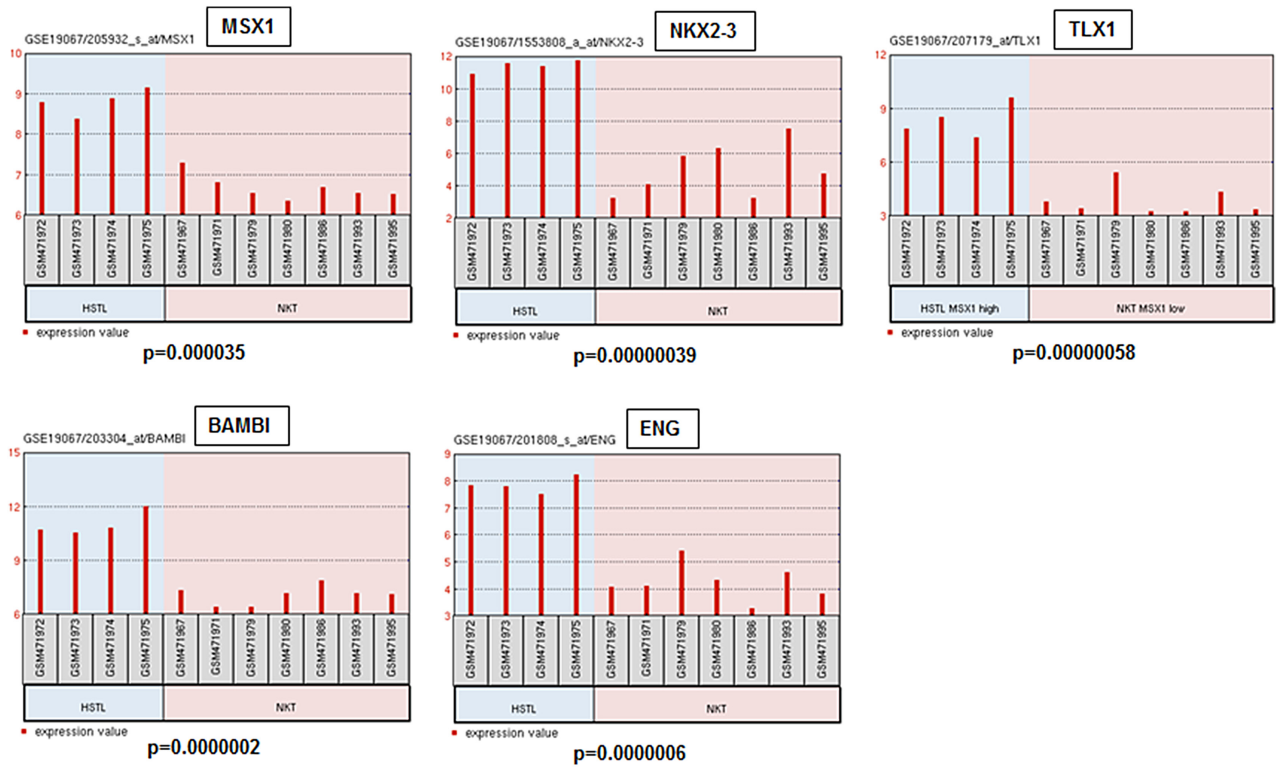 MSX1
GSE19067/205932_s_at/MSX1
10
9
8
7
6
GSM471972
GSM471973
GSM471974
GSM471975
GSM471967
GSM471971
GSM471979
GSM471980
GSM471986
GSM471993
GSM471995
HSTL
NKT
expression value
p=0.000035
NKX2-3
GSE19067/1553808_a_at/NKX2-3
12
10
8
6
4
2
GSM471972
GSM471973
GSM471974
GSM471975
GSM471967
GSM471971
GSM471979
GSM471980
GSM471986
GSM471993
GSM471995
HSTL
NKT
expression value
p=0.00000039
TLX1
GSE19067/207179_at/TLX1
12
9
6
3
GSM471972
GSM471973
GSM471974
GSM471975
GSM471967
GSM471971
GSM471979
GSM471980
GSM471986
GSM471993
GSM471995
HSTL MSX1 high
NKT MSX1 low
expression value
p=0.00000058
BAMBI
GSE19067/203304_at/BAMBI
15
12
9
6
GSM471972
GSM471973
GSM471974
GSM471975
GSM471967
GSM471971
GSM471979
GSM471980
GSM471986
GSM471993
GSM471995
HSTL
NKT
expression value
p=0.0000002
ENG
GSE19067/201808_s_at/ENG
9
8
7
6
5
4
3
GSM471972
GSM471973
GSM471974
GSM471975
GSM471967
GSM471971
GSM471979
GSM471980
GSM471986
GSM471993
GSM471995
HSTL
NKT
expression value
p=0.0000006